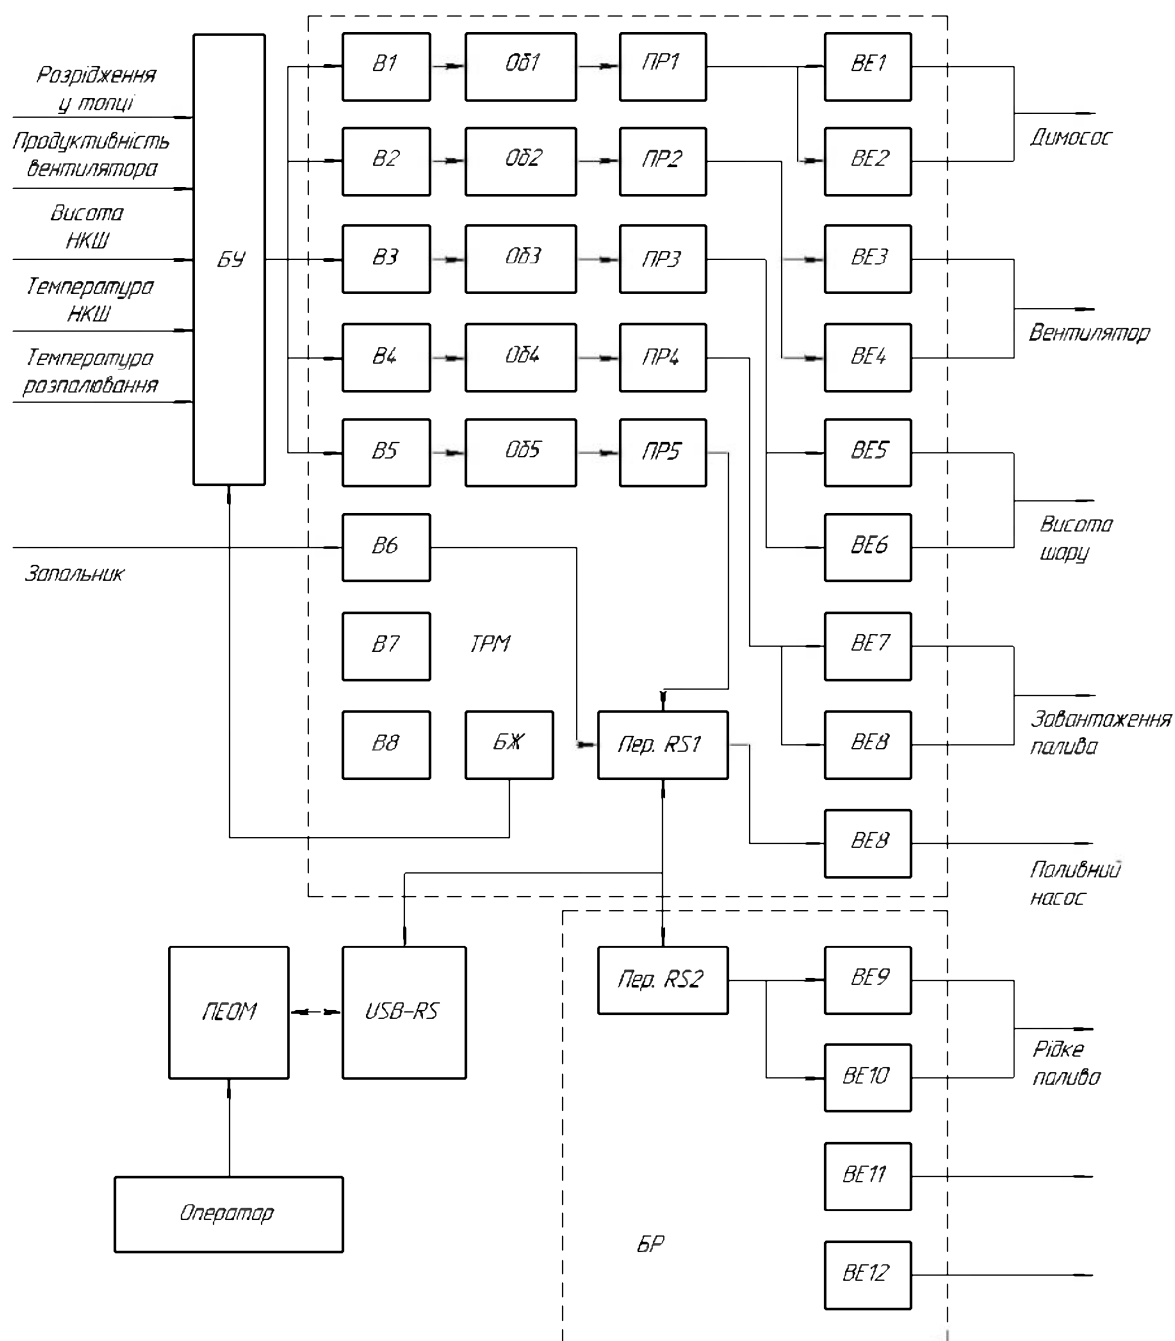 Розрідження
у топці
Продуктивність
вентилятора
Висота
НКШ
Температура
НКШ
Температура
розпалювання
БУ
Запальник
В1
Об1
ПР1
ВЕ1
В2
Об2
ПР2
ВЕ2
Димосос
В3
Об3
ПР3
ВЕ3
В4
Об4
ПР4
ВЕ4
Вентилятор
В5
Об5
ПР5
ВЕ5
В6
ВЕ6
Висота
шару
В7
ТРМ
ВЕ7
В8
БЖ
Пер. RS1
ВЕ8
Завантаження
палива
ВЕ8
Поливний
насос
ПЕОМ
USB-RS
Пер. RS2
ВЕ9
ВЕ10
Рідке
паливо
Оператор
БР
ВЕ11
ВЕ12